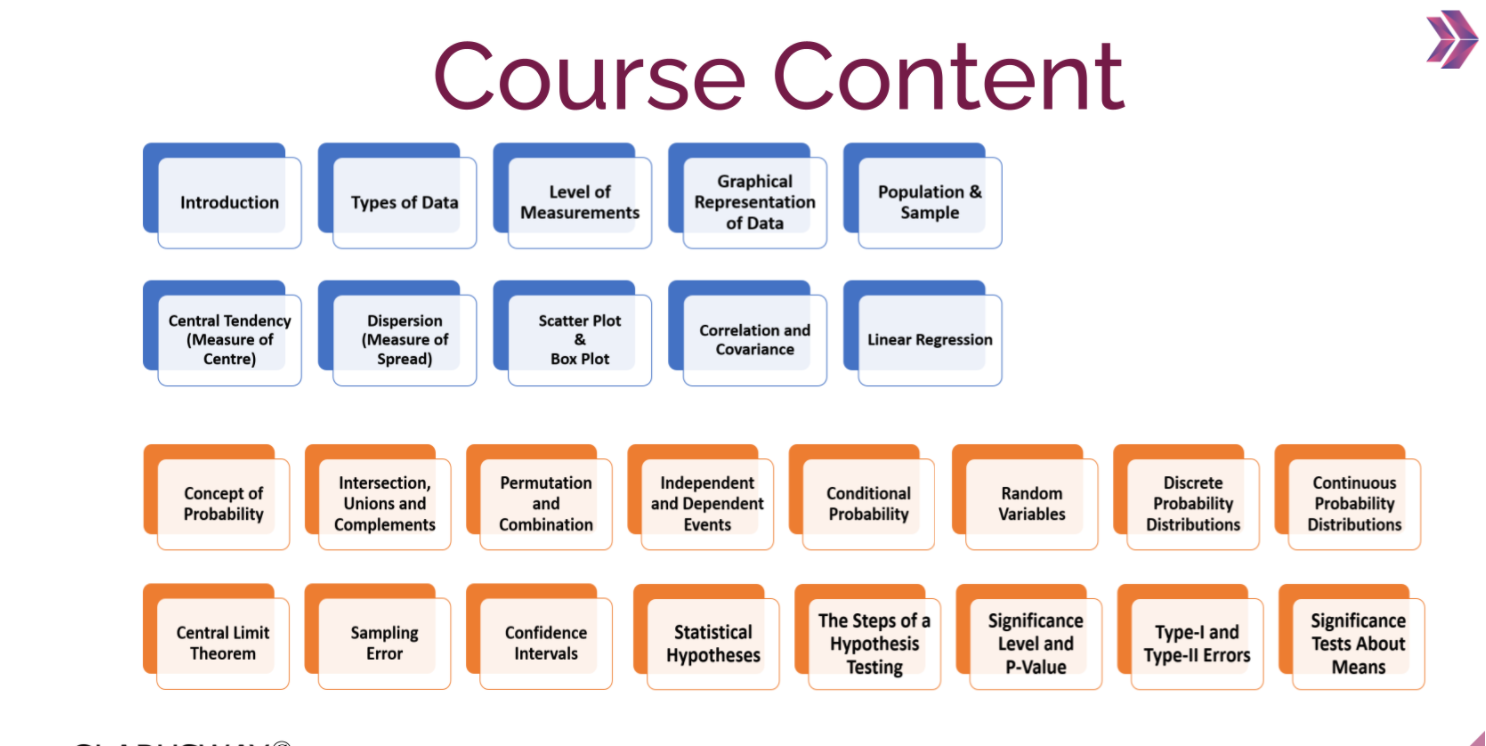 Course Content
Introduction
Types of Data
Level of
Measurements
Graphical
Representation
of Data
Population &
Sample
Central Tendency
(Measure of
Centre)
Dispersion
(Measure of
Spread)
Scatter Plot
&
Box Plot
Correlation and
Covariance
Linear Regression
Concept of
Probability
Intersection,
Unions and
Complements
Permutation
and
Combination
Independent
and Dependent
Events
Conditional
Probability
Random
Variables
Discrete
Probability
Distributions
Continuous
Probability
Distributions
Central Limit
Theorem
Sampling
Error
Confidence
Intervals
Statistical
Hypotheses
The Steps of a
Hypothesis
Testing
Significance
Level and
P-Value
Type-I and
Type-II Errors
Significance
Tests About
Means